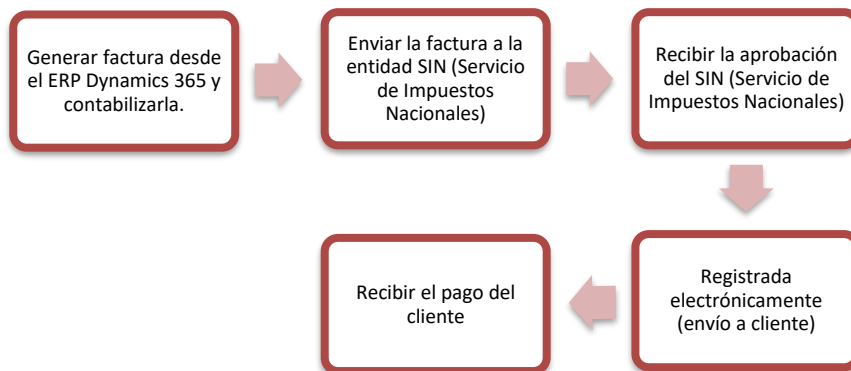 Generar factura desde
el ERP Dynamics 365 y
contabilizarla.
Enviar la factura a la
entidad SIN (Servicio
de Impuestos
Nacionales)
Recibir la aprobación
del SIN (Servicio de
Impuestos Nacionales)
Registrada
electrónicamente
(envío a cliente)
Recibir el pago del
cliente